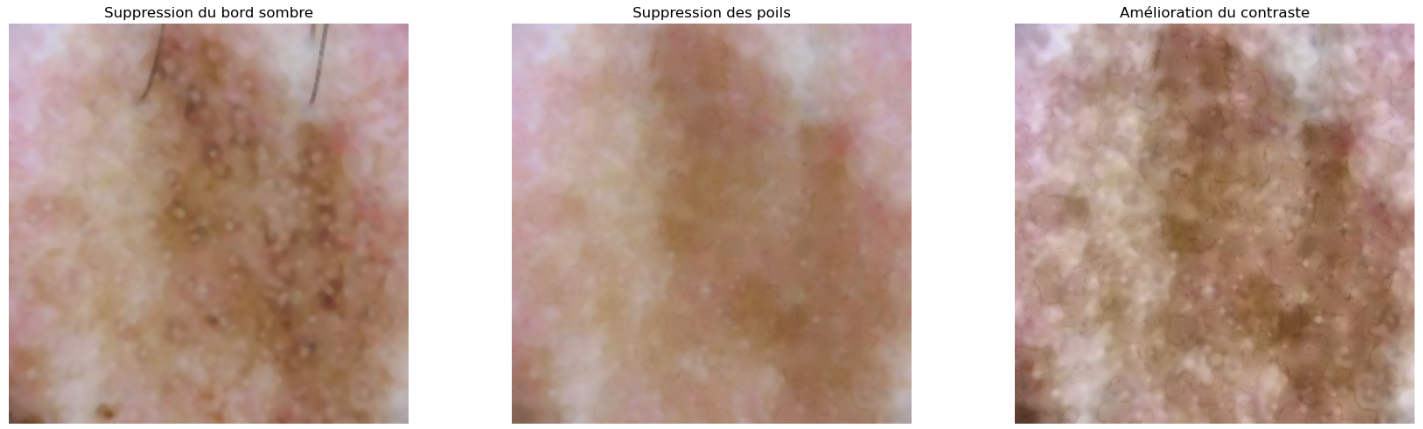 Suppression du bord sombre
Suppression des poils
Amélioration du contraste